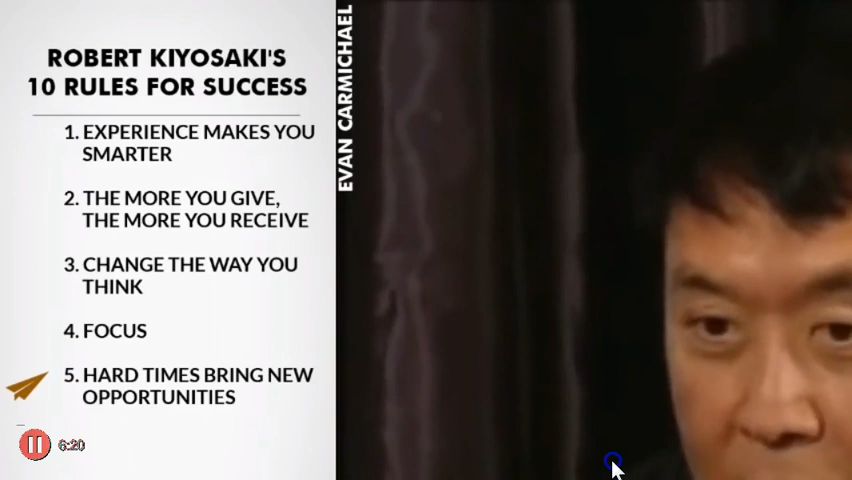 ROBERT KIYOSAKI'S
10 RULES FOR SUCCESS
1. EXPERIENCE MAKES YOU
SMARTER
2. THE MORE YOU GIVE,
THE MORE YOU RECEIVE
3. CHANGE THE WAY YOU
THINK
4. FOCUS
5. HARD TIMES BRING NEW
OPPORTUNITIES
6:20
EVAN CARMICHAEL